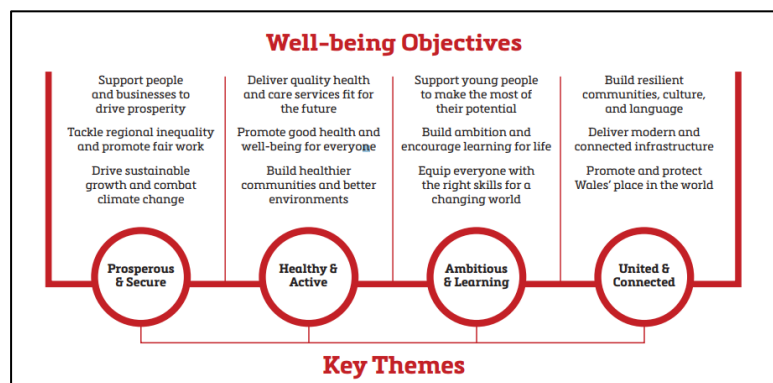 Well-being Objectives
Support people
and businesses to
drive prosperity
Tackle regional inequality
and promote fair work
Drive sustainable
growth and combat
climate change
Deliver quality health
and care services fit for
the future
Promote good health and
well-being for everyone
Build healthier
communities and better
environments
Support young people
to make the most of
their potential
Build ambition and
encourage learning for life
Equip everyone with
the right skills for a
changing world
Build resilient
communities, culture,
and language
Deliver modern and
connected infrastructure
Promote and protect
Wales’ place in the world
Prosperous
& Secure
Healthy &
Active
Ambitious
& Learning
United &
Connected
Key Themes